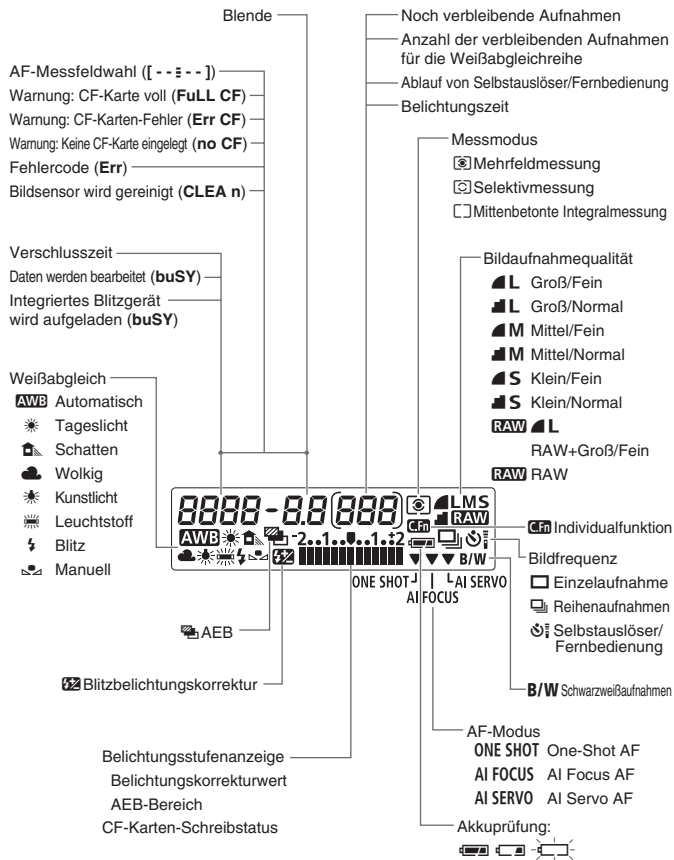 Blende
Noch verbleibende Aufnahmen
Anzahl der verbleibenden Aufnahmen
für die Weißabgleichreihe
Ablauf von Selbstauslöser/Fernbedienung
Belichtungszeit
AF-Messfeldwahl ([ - - - - ])
Warnung: CF-Karte voll (FuLL CF)
Warnung: CF-Karten-Fehler (Err CF)
Warnung: Keine CF-Karte eingelegt (no CF)
Fehlercode (Err)
Bildsensor wird gereinigt (CLEA n)
Messmodus
Mehrfeldmessung
Selektivmessung
Mittenbetonte Integralmessung
Verschlusszeit
Daten werden bearbeitet (buSY)
Integriertes Blitzgerät
wird aufgeladen (buSY)
Bildaufnahmequalität
L Groß/Fein
L Groß/Normal
M Mittel/Fein
M Mittel/Normal
S Klein/Fein
S Klein/Normal
RAW L
RAW+Groß/Fein
RAW RAW
Weißabgleich
AWB Automatisch
Tageslicht
Schatten
Wolkig
Kunstlicht
Leuchtstoff
Blitz
Manuell
8888 - 8.8 [888] LMS
RAW
C.Fn
AWB -2..1..0..1..+2
B/W
ONE SHOT AI SERVO
AI FOCUS
C.Fn Individualfunktion
Bildfrequenz
Einzelaufnahme
Reihenaufnahmen
Selbstauslöser/
Fernbedienung
B/W Schwarzweißaufnahmen
AEB
Blitzbelichtungskorrektur
Belichtungsstufenanzeige
Belichtungskorrekturwert
AEB-Bereich
CF-Karten-Schreibstatus
AF-Modus
ONE SHOT One-Shot AF
AI FOCUS AI Focus AF
AI SERVO AI Servo AF
Akkuprüfung: